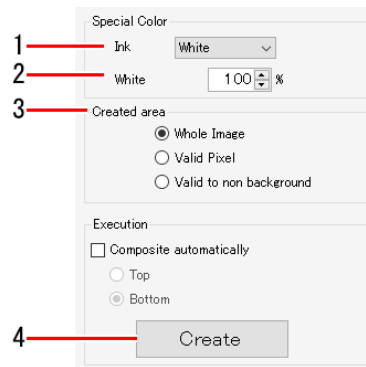 Special Color
1 Ink White
2 White 100 %
3 Created area
Whole Image
Valid Pixel
Valid to non background
Execution
Composite automatically
Top
Bottom
4 Create